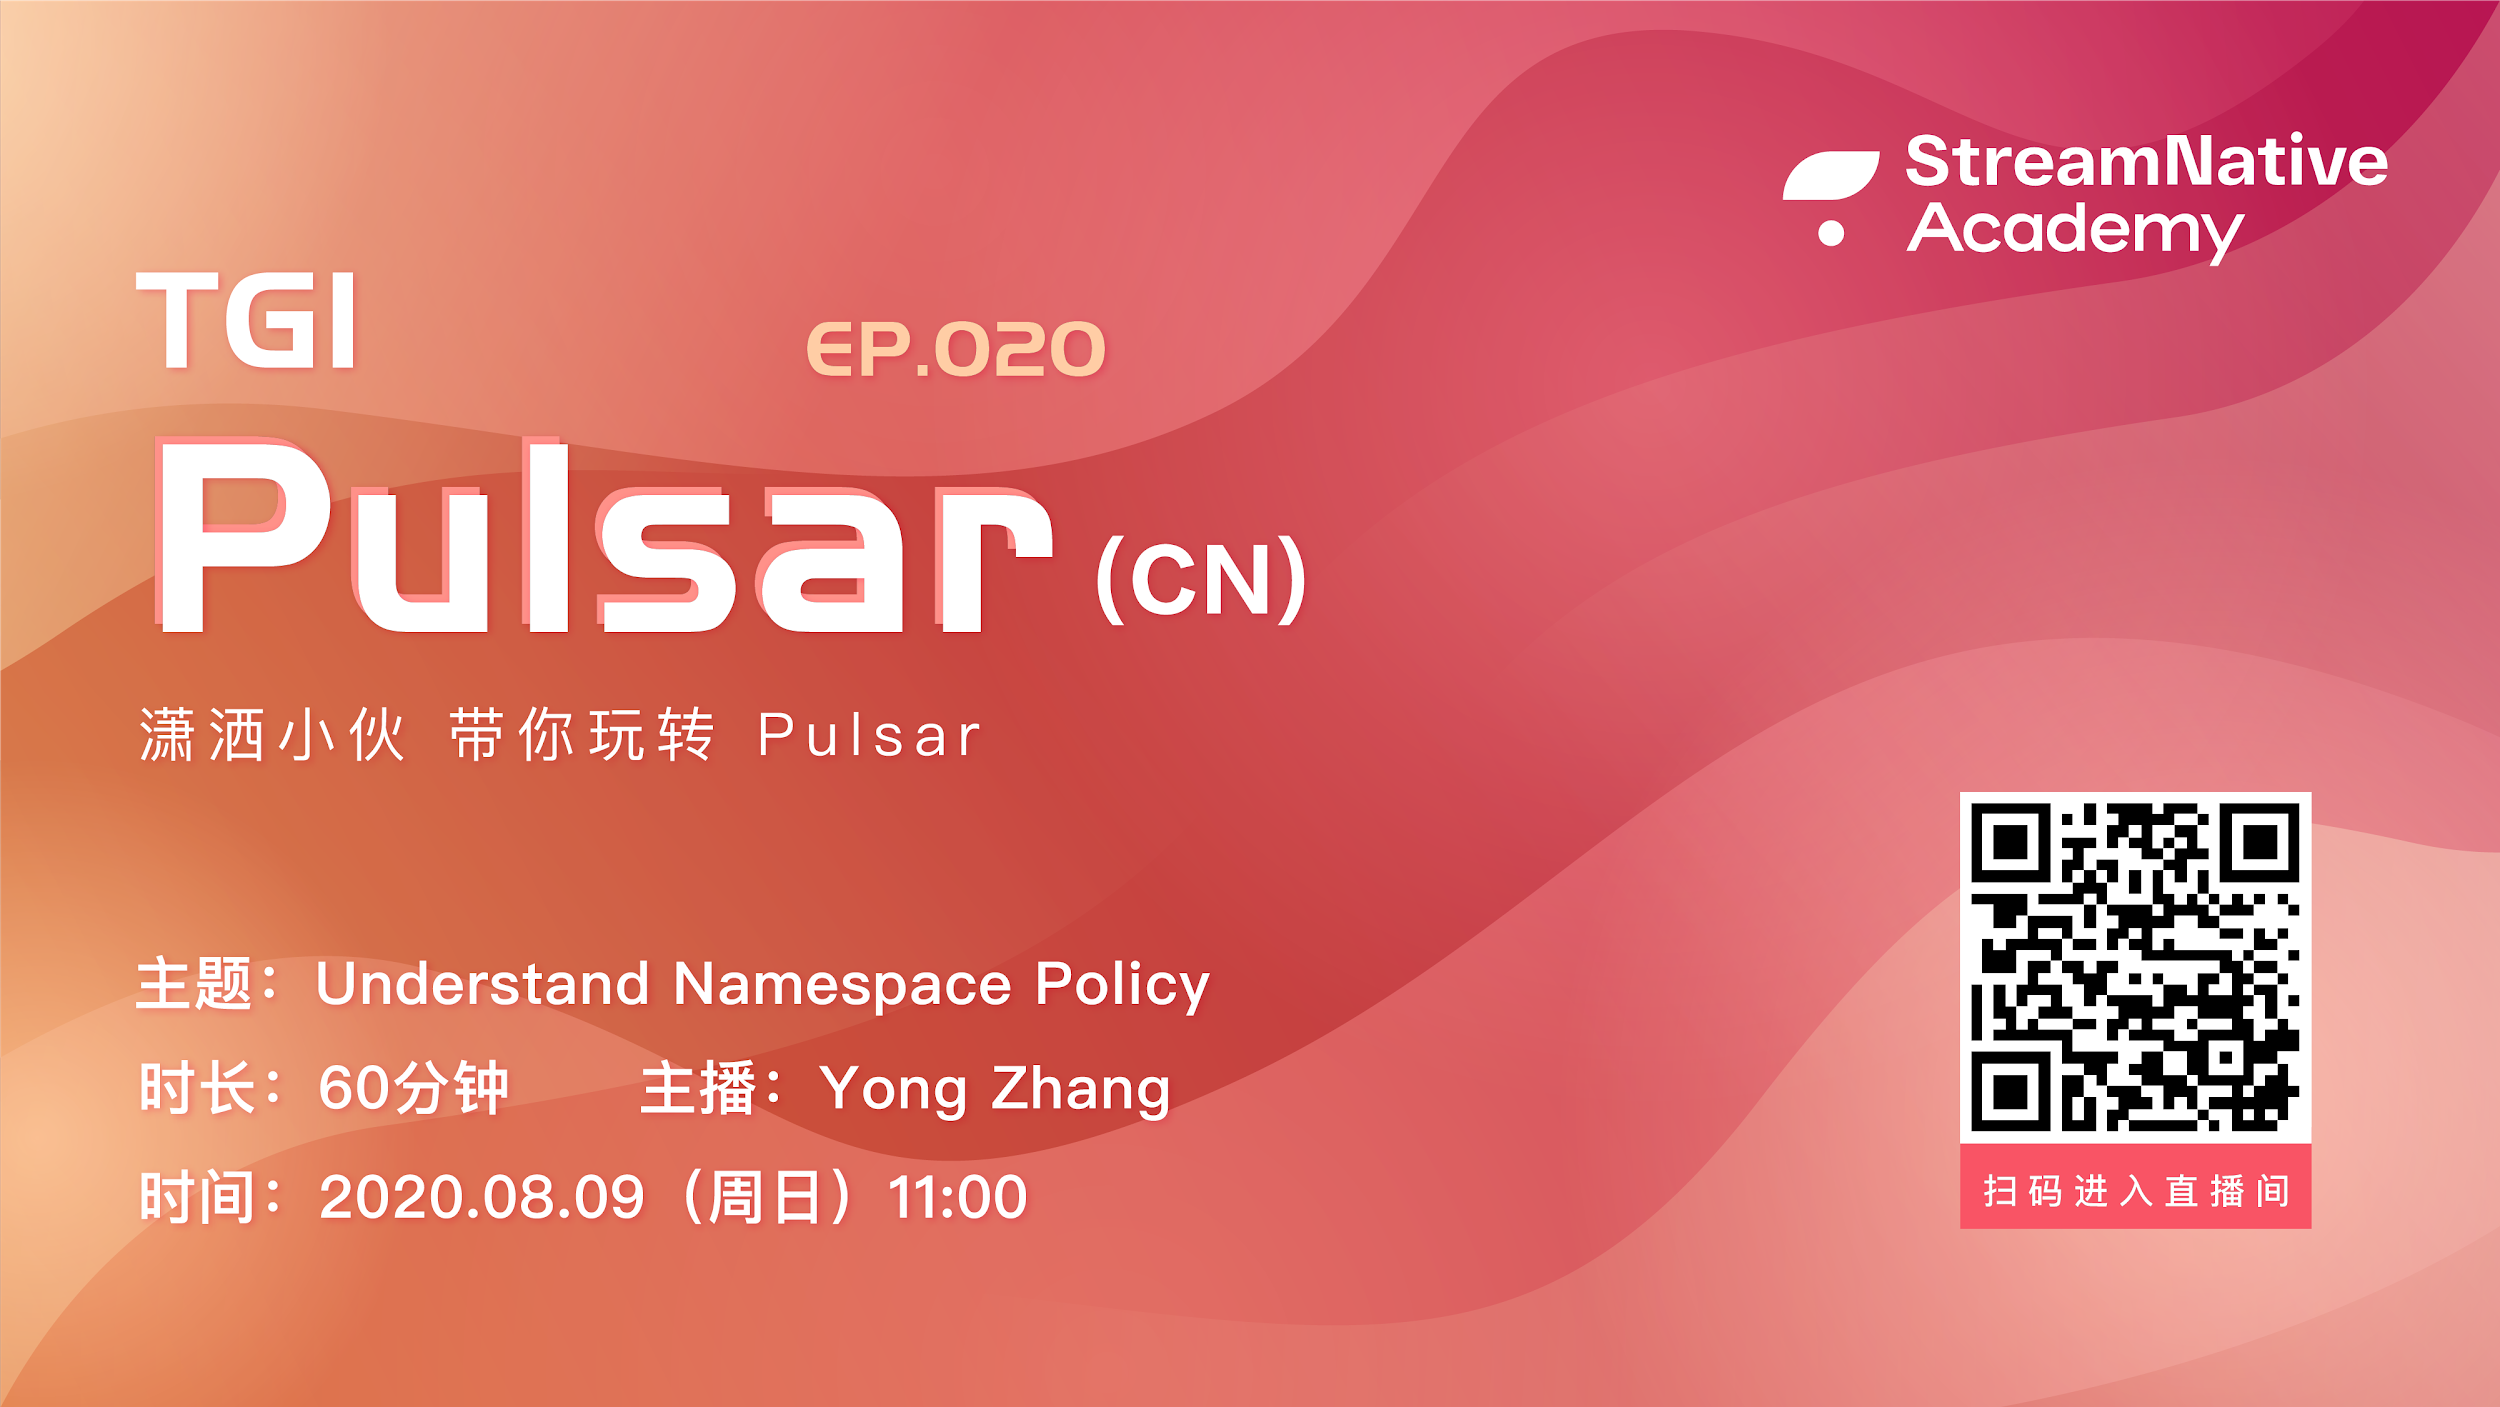 StreamNative
Academy
TGI
EP.020
Pulsar (CN)
潇洒小伙 带你玩转 Pulsar
主题：Understand Namespace Policy
时长：60分钟 主播：Yong Zhang
时间：2020.08.09（周日）11:00
扫码进入直播间